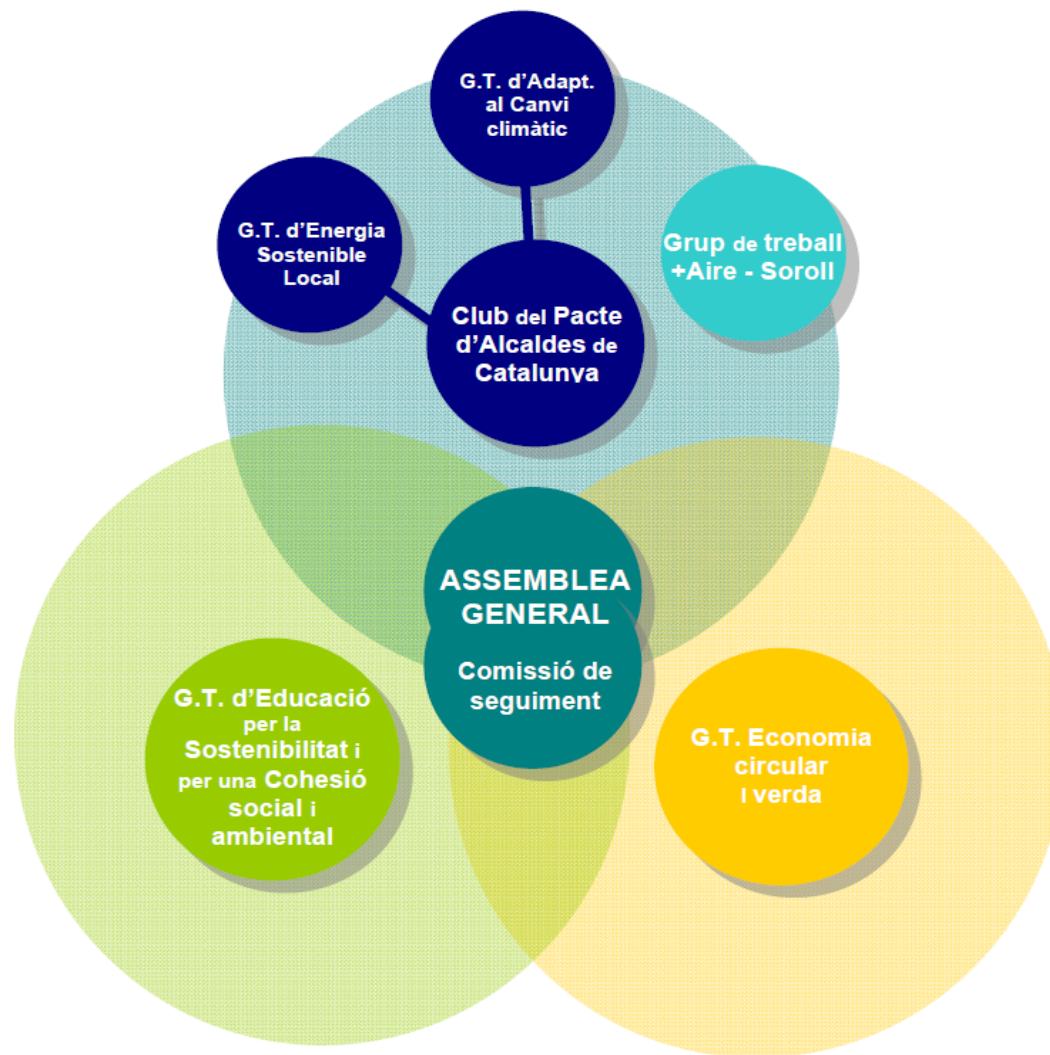 G.T. d'Adapt.
al Canvi
climàtic
G.T. d'Energia
Sostenible
Local
Grup de treball
+Aire - Soroll
Club del Pacte
d'Alcaldes de
Catalunya
ASSEMBLEA
GENERAL
Comissió de
seguiment
G.T. d'Educació
per la
Sostenibilitat i
per una Cohesió
social i
ambiental
G.T. Economia
circular
I verda